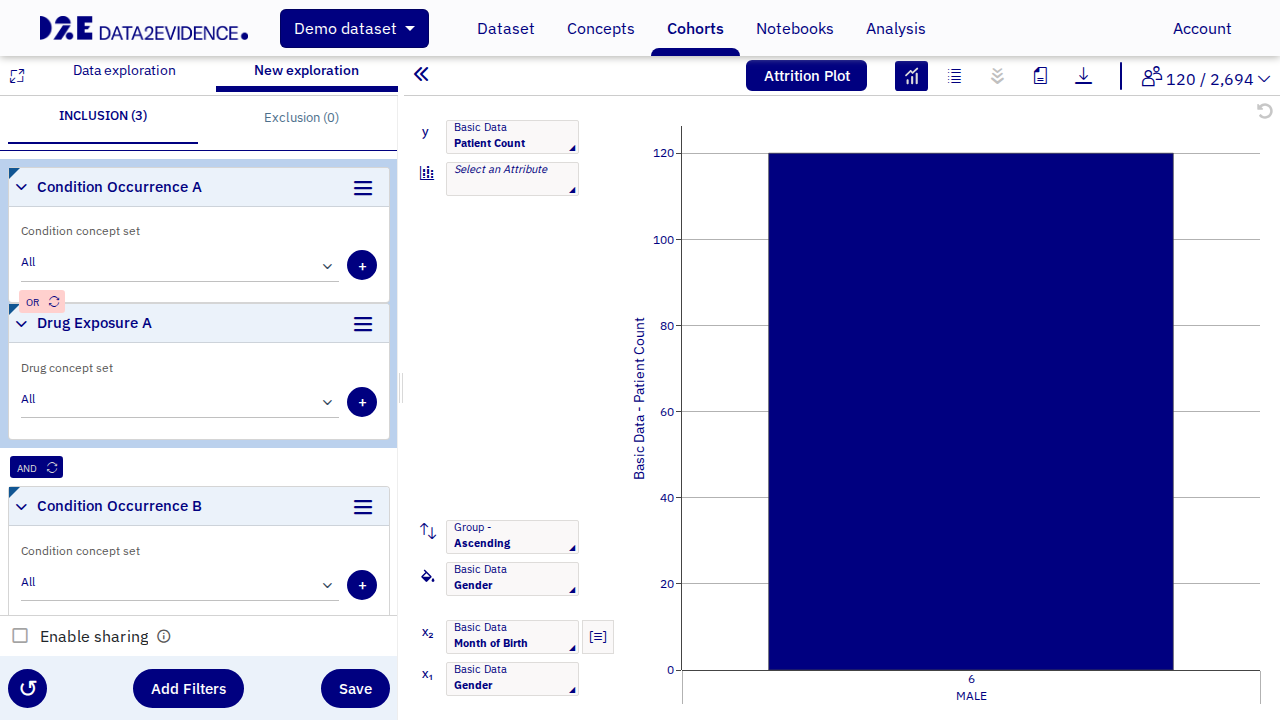 D2E DATA2EVIDENCE.
Demo dataset
Dataset
Concepts
Cohorts
Notebooks
Analysis
Account
Data exploration
New exploration
Attrition Plot
120 / 2,694
INCLUSION (3)
Exclusion (0)
Condition Occurrence A
Condition concept set
All
+
OR
Drug Exposure A
Drug concept set
All
+
AND
Condition Occurrence B
Condition concept set
All
+
Enable sharing
Add Filters
Save
y
Basic Data
Patient Count
Select an Attribute
Group -
Ascending
Basic Data
Gender
x₂
Basic Data
Month of Birth
x₁
Basic Data
Gender
Basic Data - Patient Count
120
100
80
60
40
20
0
6
MALE